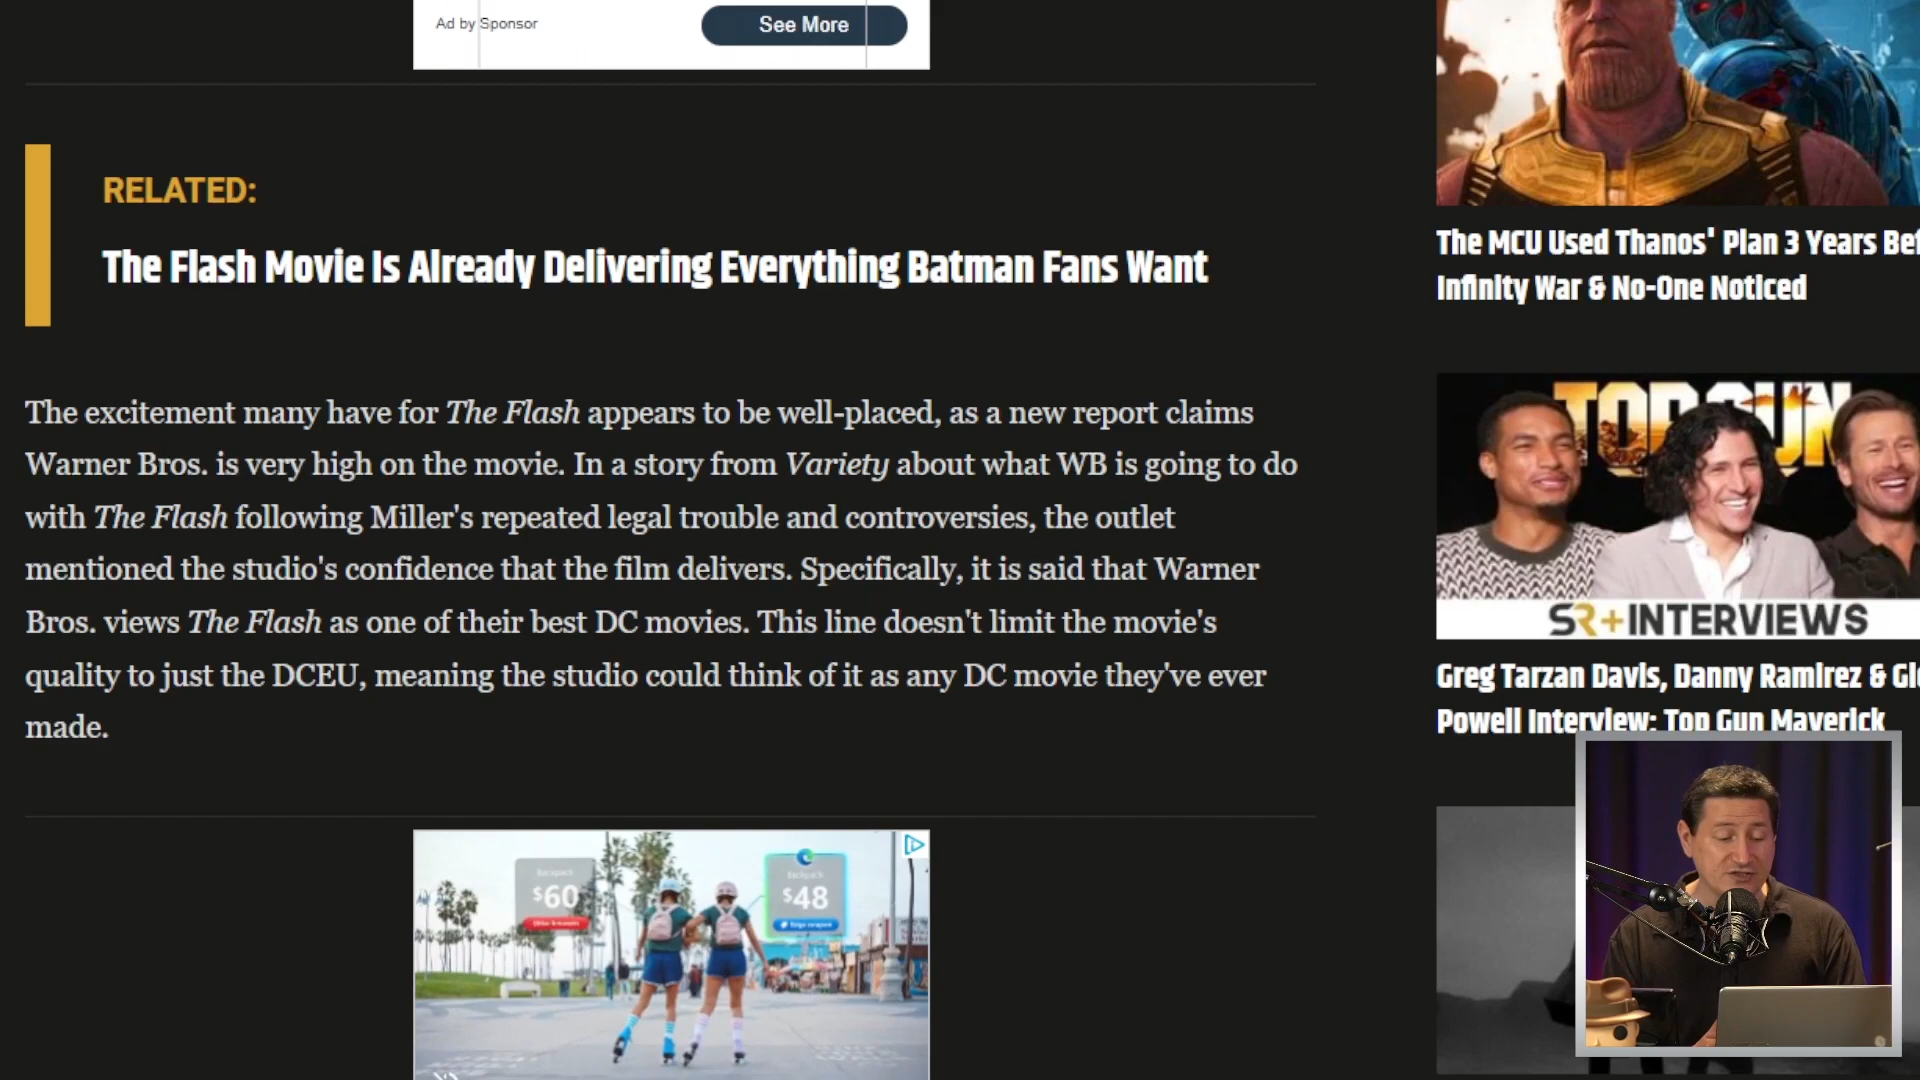 Ad by Sponsor
See More
RELATED:
The Flash Movie Is Already Delivering Everything Batman Fans Want
The excitement many have for The Flash appears to be well-placed, as a new report claims
Warner Bros. is very high on the movie. In a story from Variety about what WB is going to do
with The Flash following Miller's repeated legal trouble and controversies, the outlet
mentioned the studio's confidence that the film delivers. Specifically, it is said that Warner
Bros. views The Flash as one of their best DC movies. This line doesn't limit the movie's
quality to just the DCEU, meaning the studio could think of it as any DC movie they've ever
made.
Backpack
$60
Backpack
$48
The MCU Used Thanos' Plan 3 Years
Infinity War & No-One Noticed
TOP GUN
SR+INTERVIEWS
Greg Tarzan Davis, Danny Ramirez &
Powell Interview: Top Gun Maverick